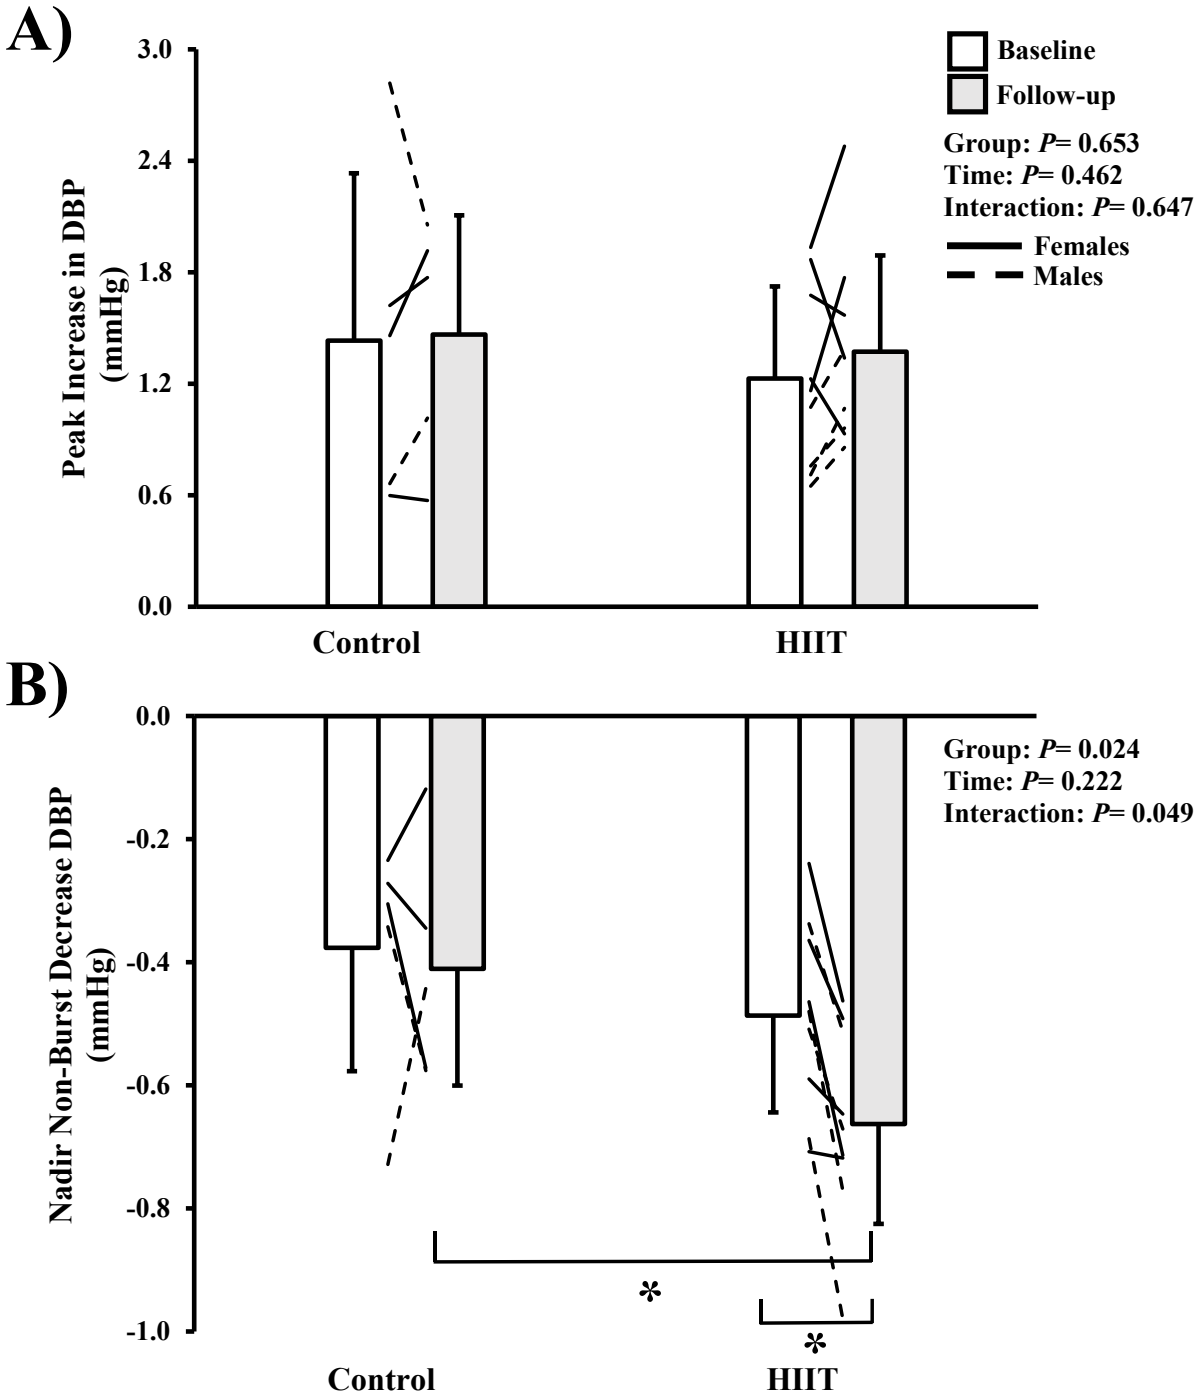 A)
Peak Increase in DBP
(mmHg)
3.0
2.4
1.8
1.2
0.6
0.0
Baseline
Follow-up
Group: P= 0.653
Time: P= 0.462
Interaction: P= 0.647
Females
Males
Control
HIIT
B)
Nadir Non-Burst Decrease DBP
(mmHg)
0.0
-0.2
-0.4
-0.6
-0.8
-1.0
Group: P= 0.024
Time: P= 0.222
Interaction: P= 0.049
*
*
Control
HIIT